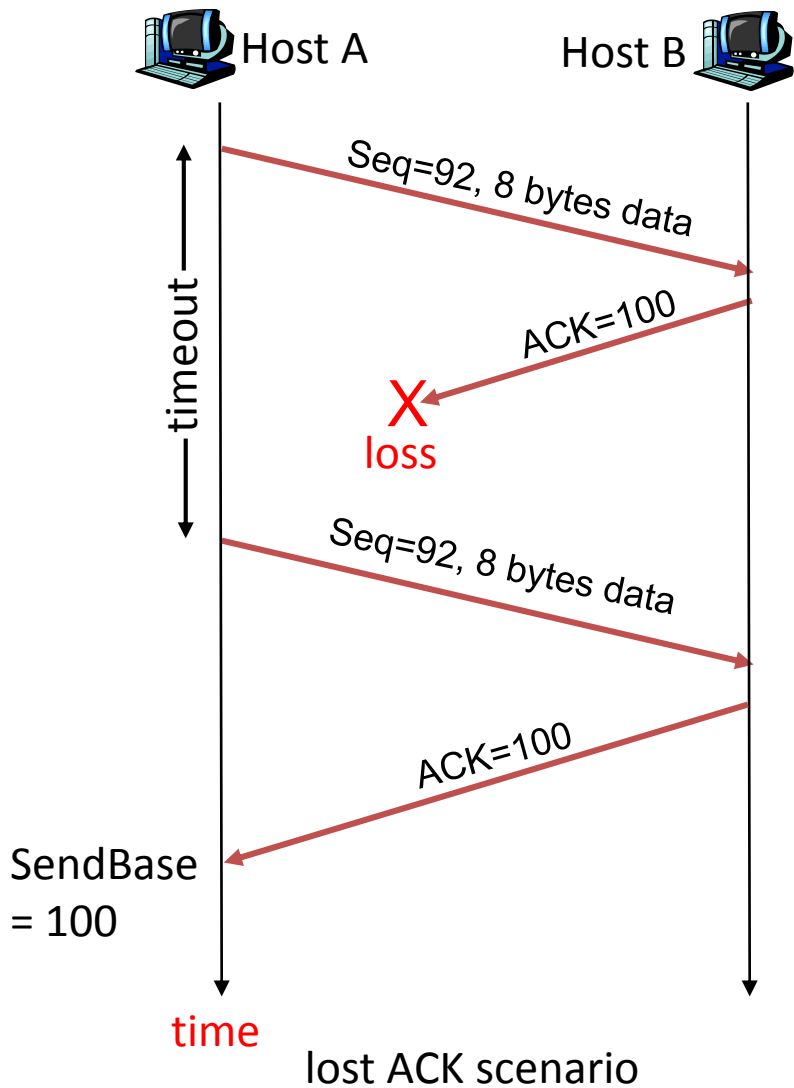 Host A
Host B
Seq=92, 8 bytes data
timeout
ACK=100
X
loss
Seq=92, 8 bytes data
ACK=100
SendBase
= 100
time
lost ACK scenario